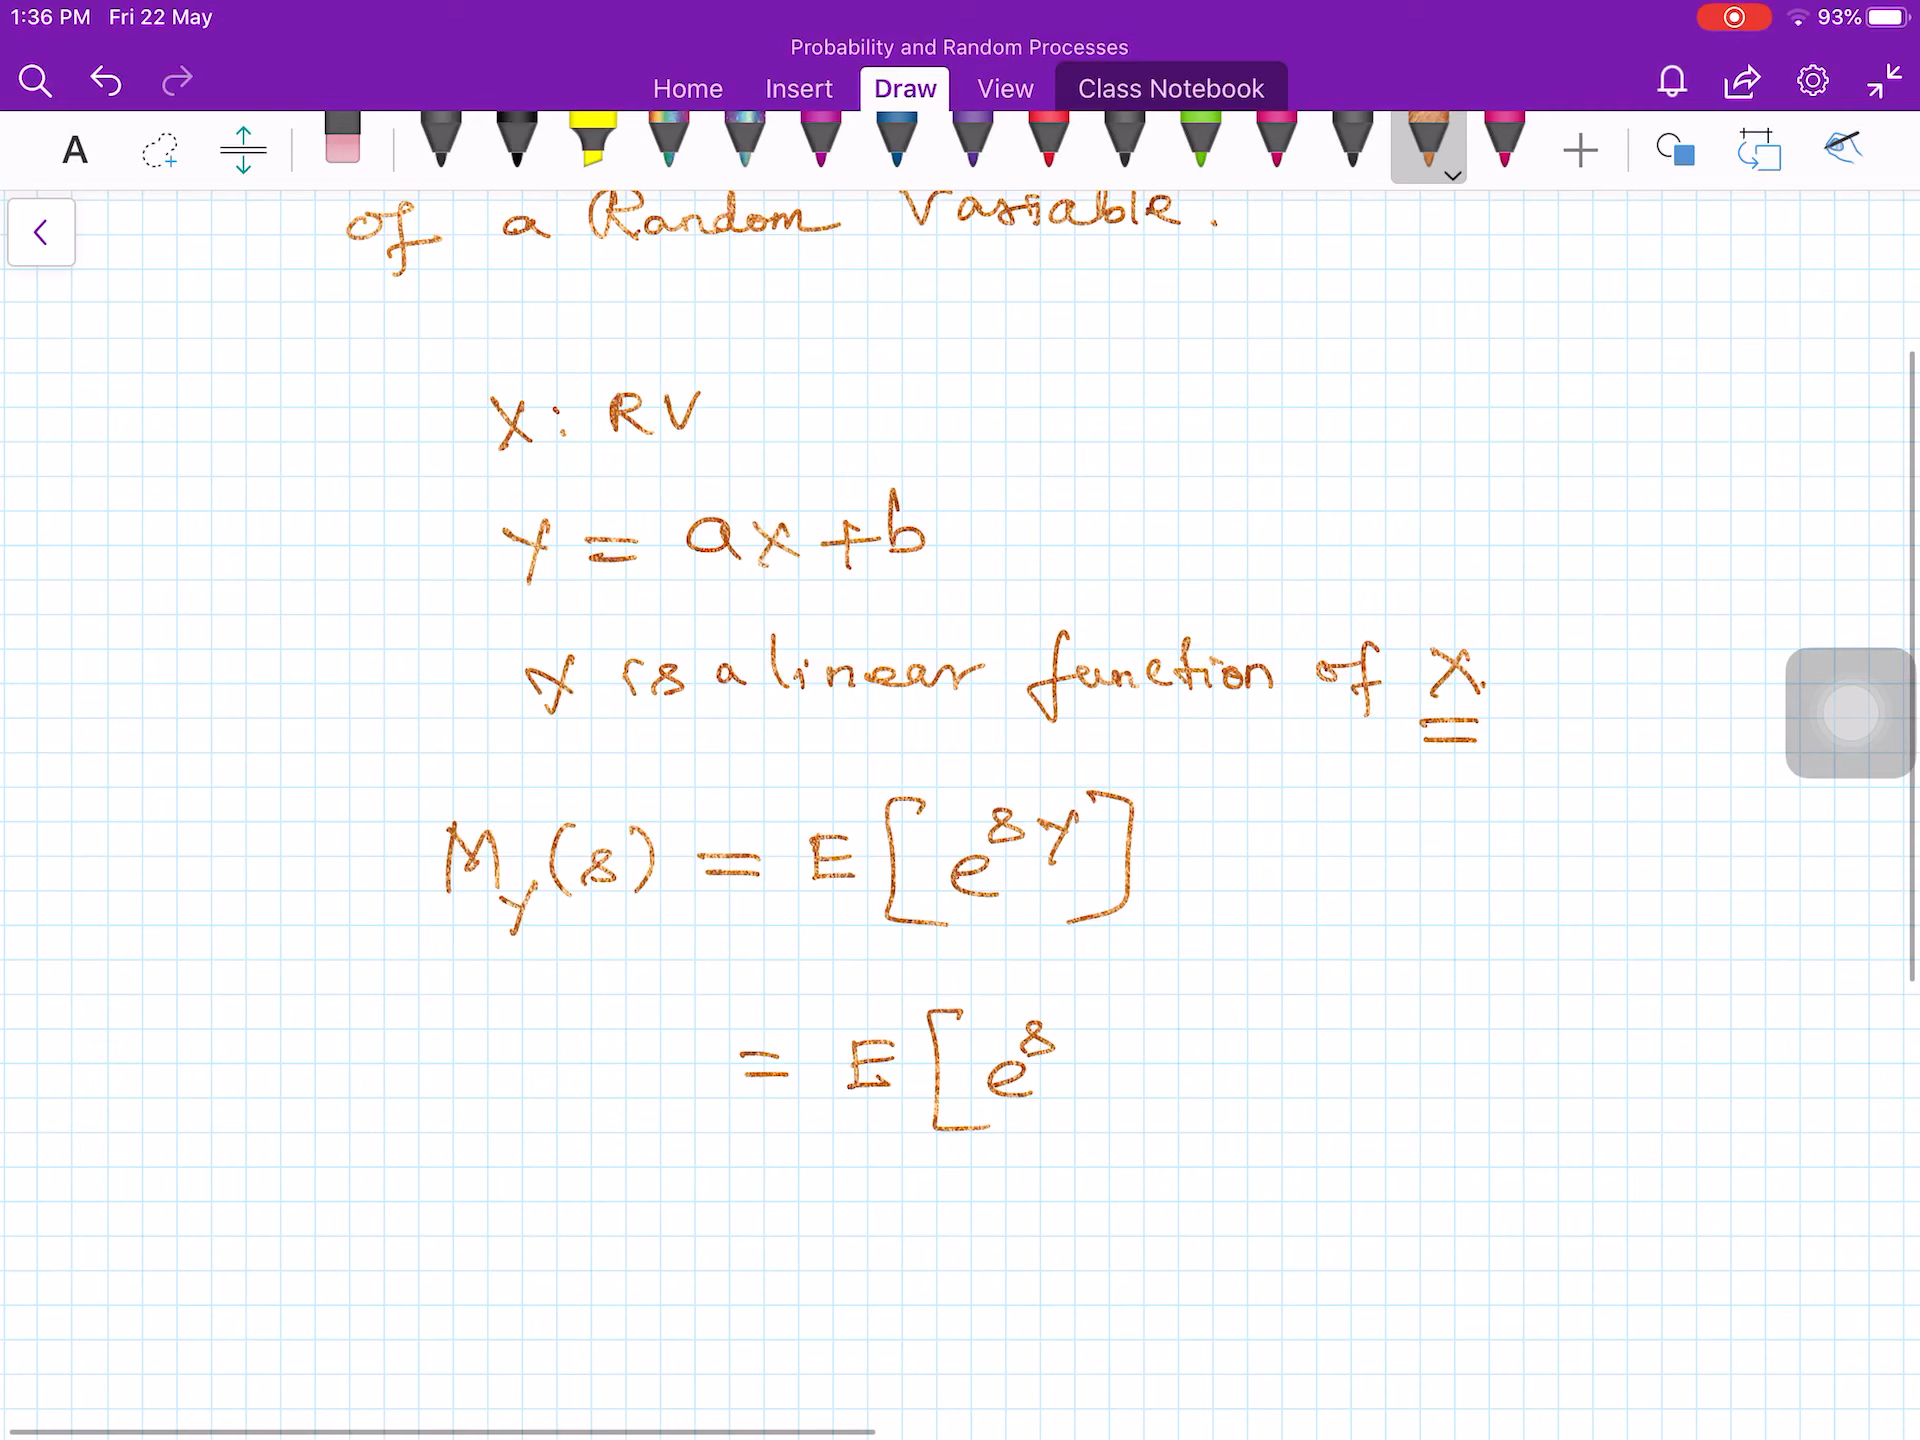 1:36 PM Fri 22 May 93%
Probability and Random Processes
Home Insert Draw View Class Notebook
A
of a Random Variable.
X: RV
Y = aX+b
Y is a linear function of X.
M_Y(s) = E[e^{sY}]
= E[e^s